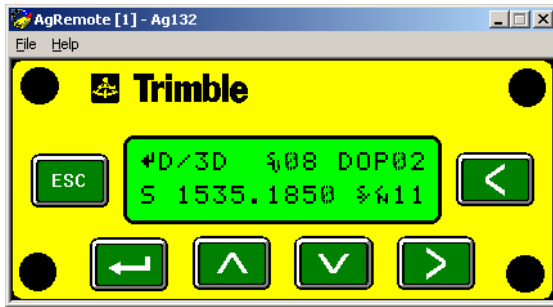 AgRemote [1] - Ag132
File Help
Trimble
ESC
D/3D 08 DOP02
S 1535.1850 11